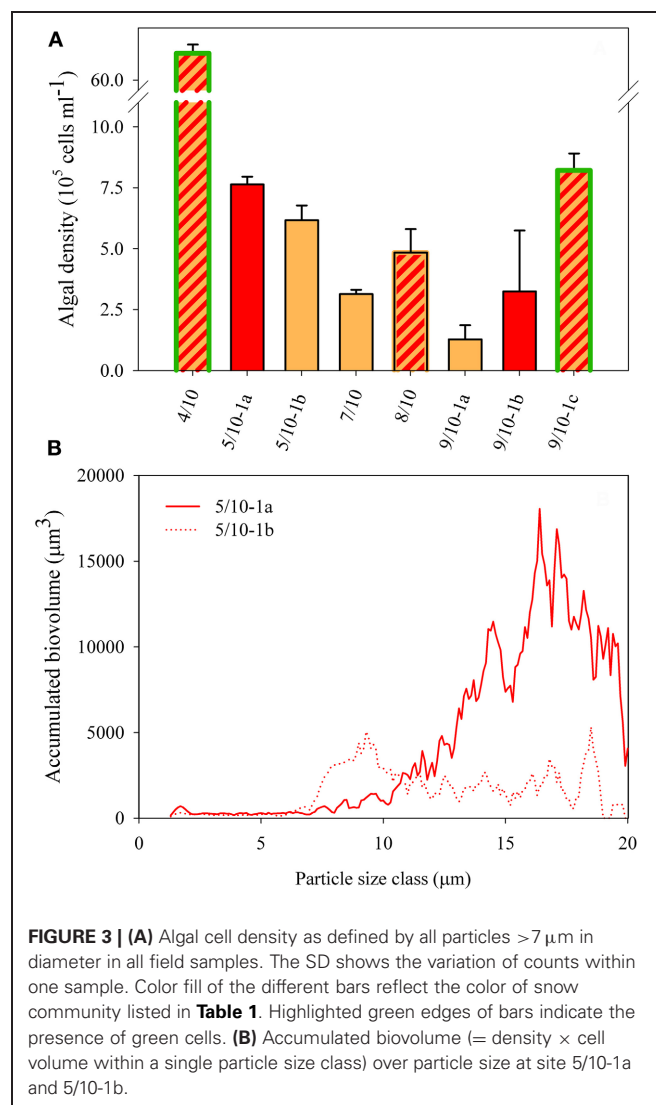 A
Algal density (10⁵ cells ml⁻¹)
60.0
10.0
7.5
5.0
2.5
0.0
4/10
5/10-1a
5/10-1b
7/10
8/10
9/10-1a
9/10-1b
9/10-1c
B
Accumulated biovolume (µm³)
20000
15000
10000
5000
0
5/10-1a
5/10-1b
0
5
10
15
20
Particle size class (µm)
FIGURE 3 | (A) Algal cell density as defined by all particles >7 µm in
diameter in all field samples. The SD shows the variation of counts within
one sample. Color fill of the different bars reflect the color of snow
community listed in Table 1. Highlighted green edges of bars indicate the
presence of green cells. (B) Accumulated biovolume (= density × cell
volume within a single particle size class) over particle size at site 5/10-1a
and 5/10-1b.